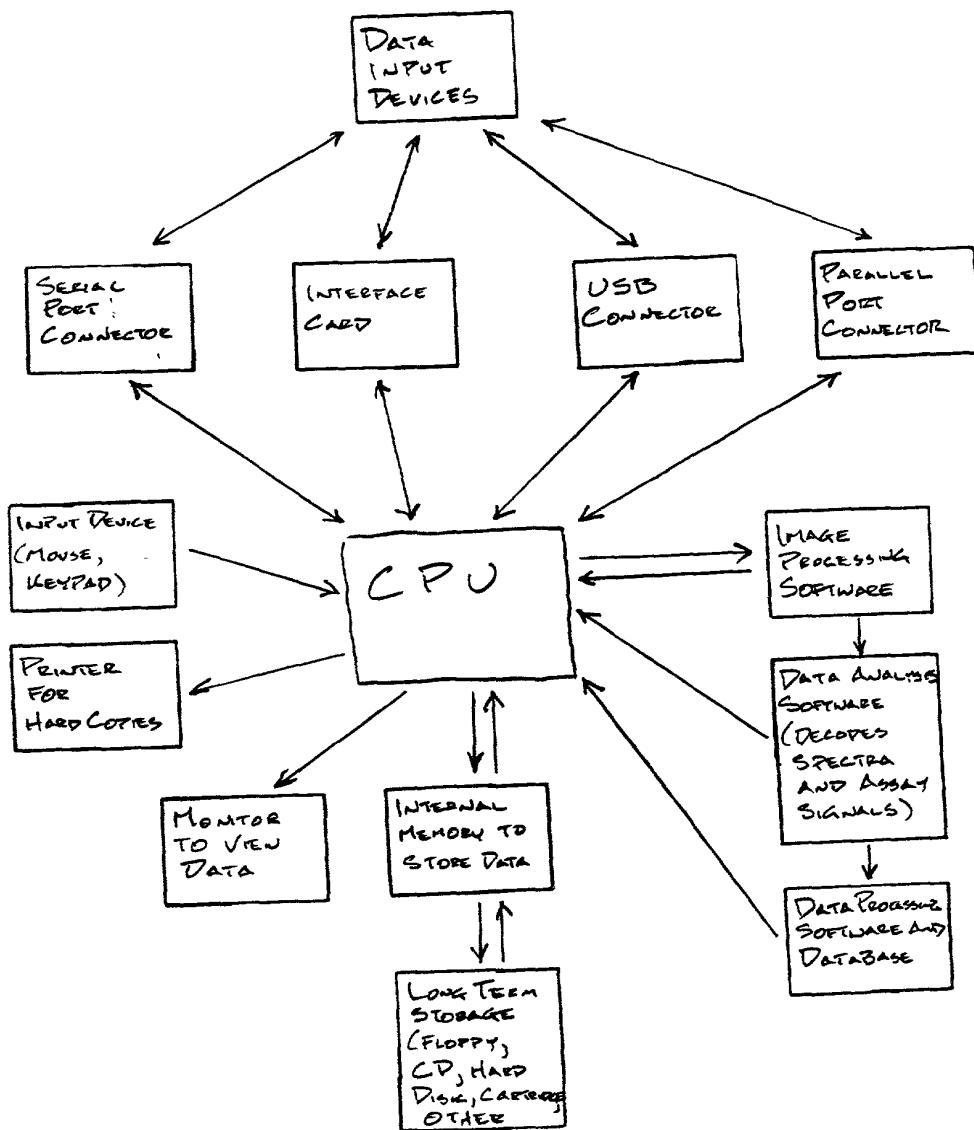 DATA
INPUT
DEVICES
SERIAL
PORT
CONNECTOR
INTERFACE
CARD
USB
CONNECTOR
PARALLEL
PORT
CONNECTOR
INPUT DEVICE
(MOUSE,
KEYPAD)
CPU
IMAGE
PROCESSING
SOFTWARE
PRINTER
FOR
HARD COPIES
DATA ANALYSIS
SOFTWARE
(DECODES
SPECTRA
AND ASSAY
SIGNALS)
MONITOR
TO VIEW
DATA
INTERNAL
MEMORY TO
STORE DATA
DATA PROCESSING
SOFTWARE AND
DATABASE
LONG TERM
STORAGE
(FLOPPY,
CD, HARD
DISK, CARTRIDGE,
OTHER